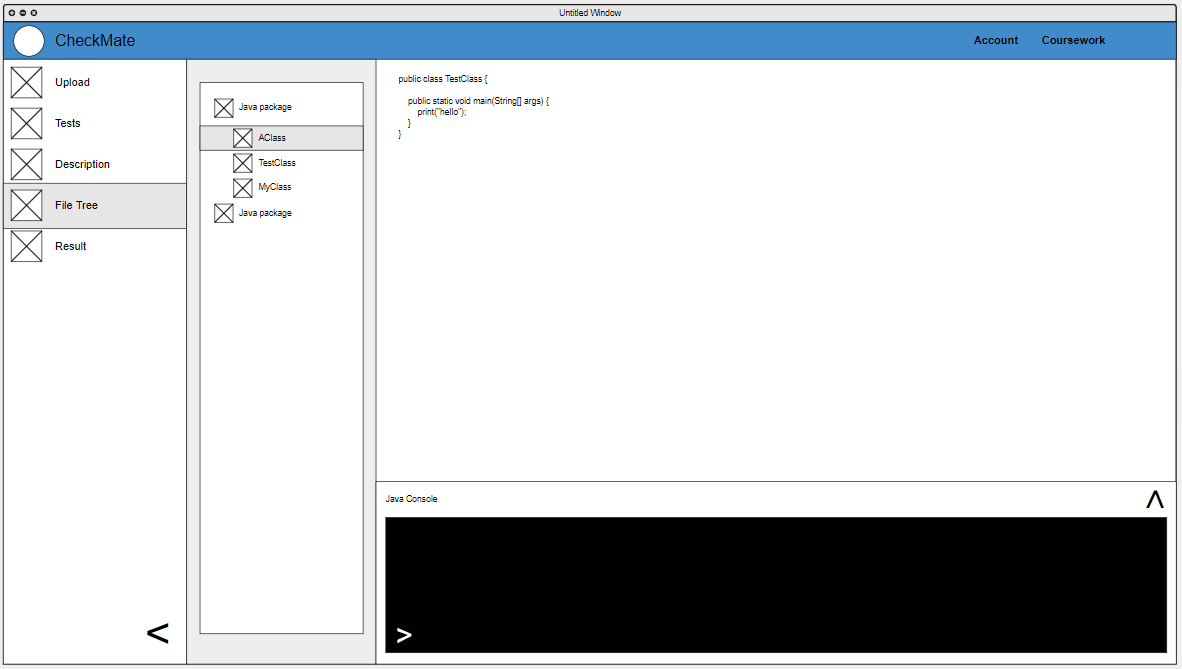 Untitled Window
CheckMate
Account
Coursework
Upload
Tests
Description
File Tree
Result
<
Java package
AClass
TestClass
MyClass
Java package
public class TestClass {
public static void main(String[] args) {
print("hello");
}
}
Java Console
>